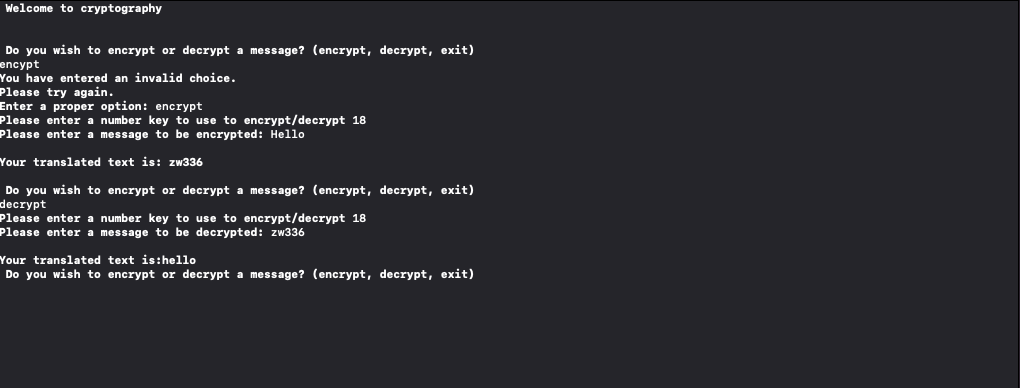 Welcome to cryptography
Do you wish to encrypt or decrypt a message? (encrypt, decrypt, exit)
encypt
You have entered an invalid choice.
Please try again.
Enter a proper option: encrypt
Please enter a number key to use to encrypt/decrypt 18
Please enter a message to be encrypted: Hello
Your translated text is: zw336
Do you wish to encrypt or decrypt a message? (encrypt, decrypt, exit)
decrypt
Please enter a number key to use to encrypt/decrypt 18
Please enter a message to be decrypted: zw336
Your translated text is:hello
Do you wish to encrypt or decrypt a message? (encrypt, decrypt, exit)